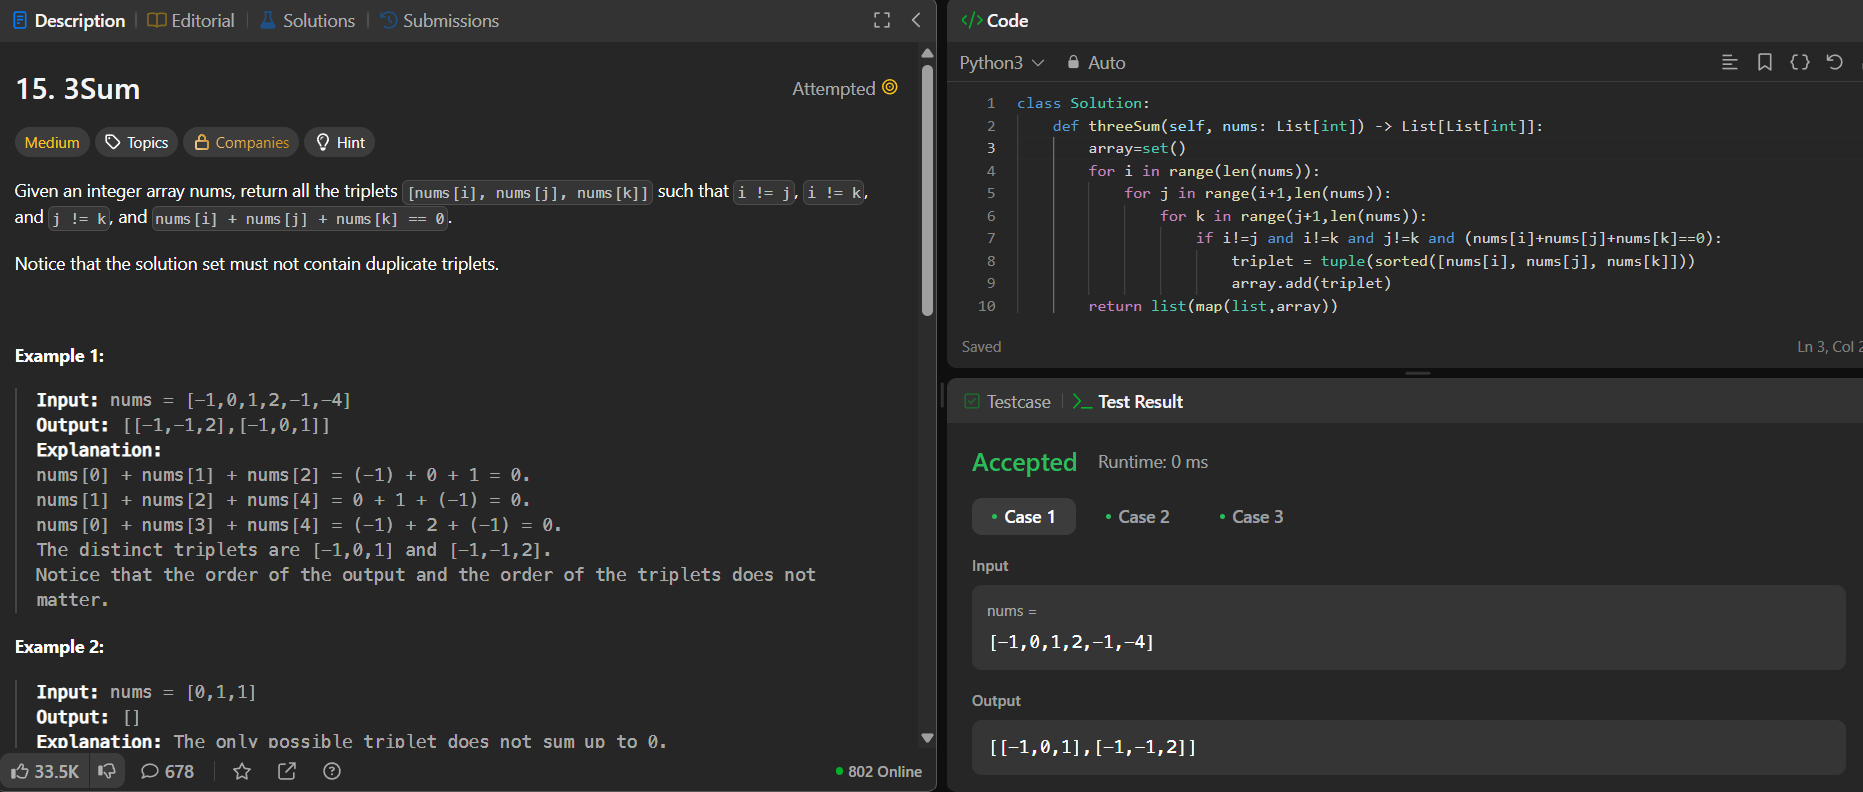 Description
Editorial
Solutions
Submissions
15. 3Sum
Attempted
Medium
Topics
Companies
Hint
Given an integer array nums, return all the triplets [nums[i], nums[j], nums[k]] such that i != j, i != k,
and j != k, and nums[i] + nums[j] + nums[k] == 0.
Notice that the solution set must not contain duplicate triplets.
Example 1:
Input: nums = [-1,0,1,2,-1,-4]
Output: [[-1,-1,2],[-1,0,1]]
Explanation:
nums[0] + nums[1] + nums[2] = (-1) + 0 + 1 = 0.
nums[1] + nums[2] + nums[4] = 0 + 1 + (-1) = 0.
nums[0] + nums[3] + nums[4] = (-1) + 2 + (-1) = 0.
The distinct triplets are [-1,0,1] and [-1,-1,2].
Notice that the order of the output and the order of the triplets does not
matter.
Example 2:
Input: nums = [0,1,1]
Output: []
Explanation: The only possible triplet does not sum up to 0.
33.5K
678
802 Online
</> Code
Python3
Auto
1 class Solution:
2 def threeSum(self, nums: List[int]) -> List[List[int]]:
3 array=set()
4 for i in range(len(nums)):
5 for j in range(i+1,len(nums)):
6 for k in range(j+1,len(nums)):
7 if i!=j and i!=k and j!=k and (nums[i]+nums[j]+nums[k]==0):
8 triplet = tuple(sorted([nums[i], nums[j], nums[k]]))
9 array.add(triplet)
10 return list(map(list,array))
Saved
Ln 3, Col
Testcase
>_ Test Result
Accepted
Runtime: 0 ms
Case 1
Case 2
Case 3
Input
nums =
[-1,0,1,2,-1,-4]
Output
[[-1,0,1],[-1,-1,2]]